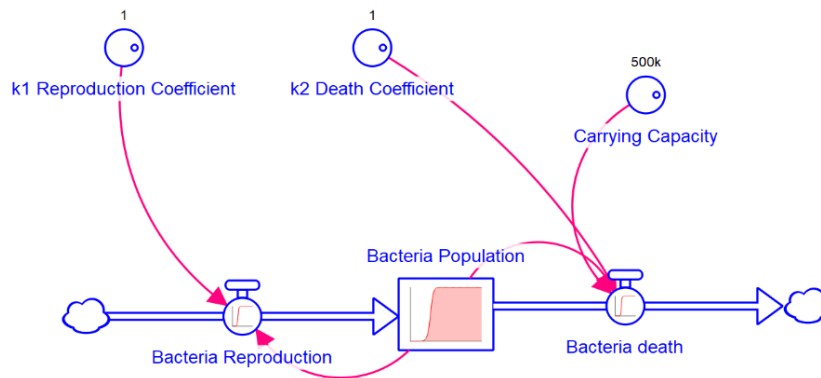 1
k1 Reproduction Coefficient
1
k2 Death Coefficient
500k
Carrying Capacity
Bacteria Population
Bacteria Reproduction
Bacteria death